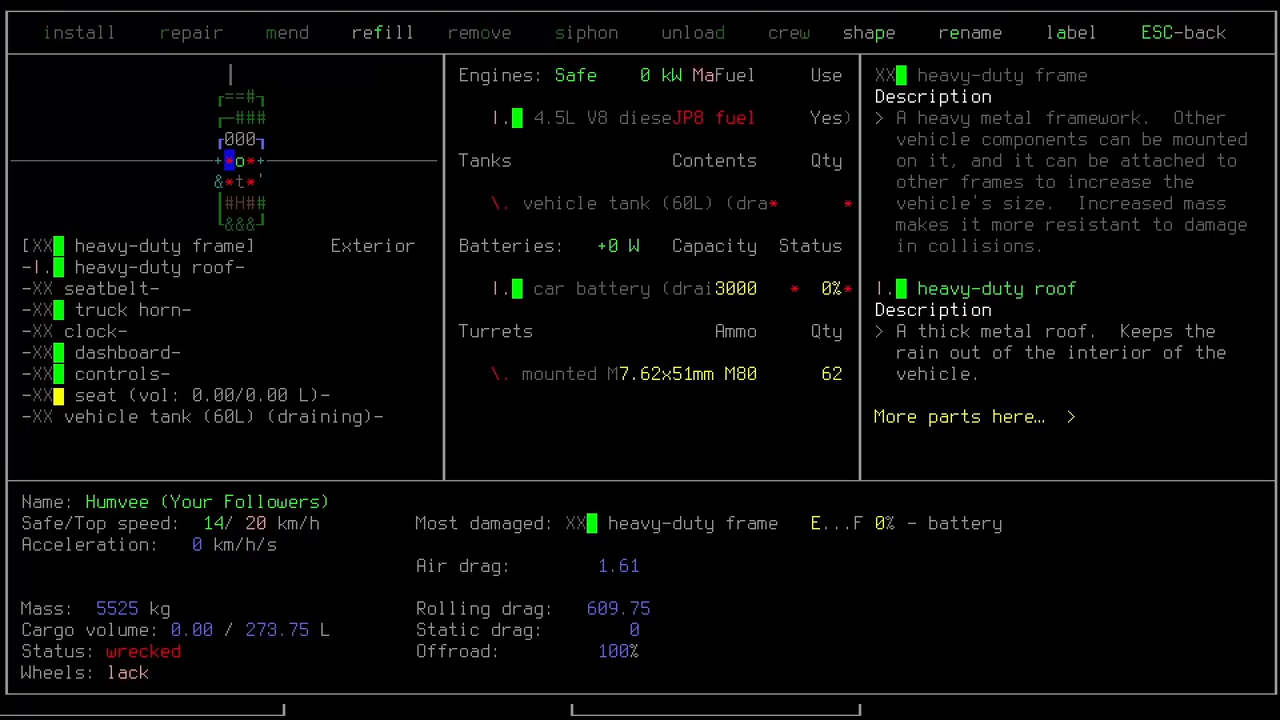 install repair mend refill remove siphon unload crew shape rename label ESC-back
[XX heavy-duty frame] Exterior
-|. heavy-duty roof-
-XX seatbelt-
-XX truck horn-
-XX clock-
-XX dashboard-
-XX controls-
-XX seat (vol: 0.00/0.00 L)-
-XX vehicle tank (60L) (draining)-
Engines: Safe 0 kW MaFuel Use
|. 4.5L V8 dieseJP8 fuel Yes)
Tanks Contents Qty
\. vehicle tank (60L) (dra* *
Batteries: +0 W Capacity Status
|. car battery (drai3000 * 0%*
Turrets Ammo Qty
\. mounted M7.62x51mm M80 62
XX heavy-duty frame
Description
> A heavy metal framework. Other
vehicle components can be mounted
on it, and it can be attached to
other frames to increase the
vehicle's size. Increased mass
makes it more resistant to damage
in collisions.
|. heavy-duty roof
Description
> A thick metal roof. Keeps the
rain out of the interior of the
vehicle.
More parts here… >
Name: Humvee (Your Followers)
Safe/Top speed: 14/ 20 km/h
Acceleration: 0 km/h/s
Mass: 5525 kg
Cargo volume: 0.00 / 273.75 L
Status: wrecked
Wheels: lack
Most damaged: XX heavy-duty frame E...F 0% - battery
Air drag: 1.61
Rolling drag: 609.75
Static drag: 0
Offroad: 100%